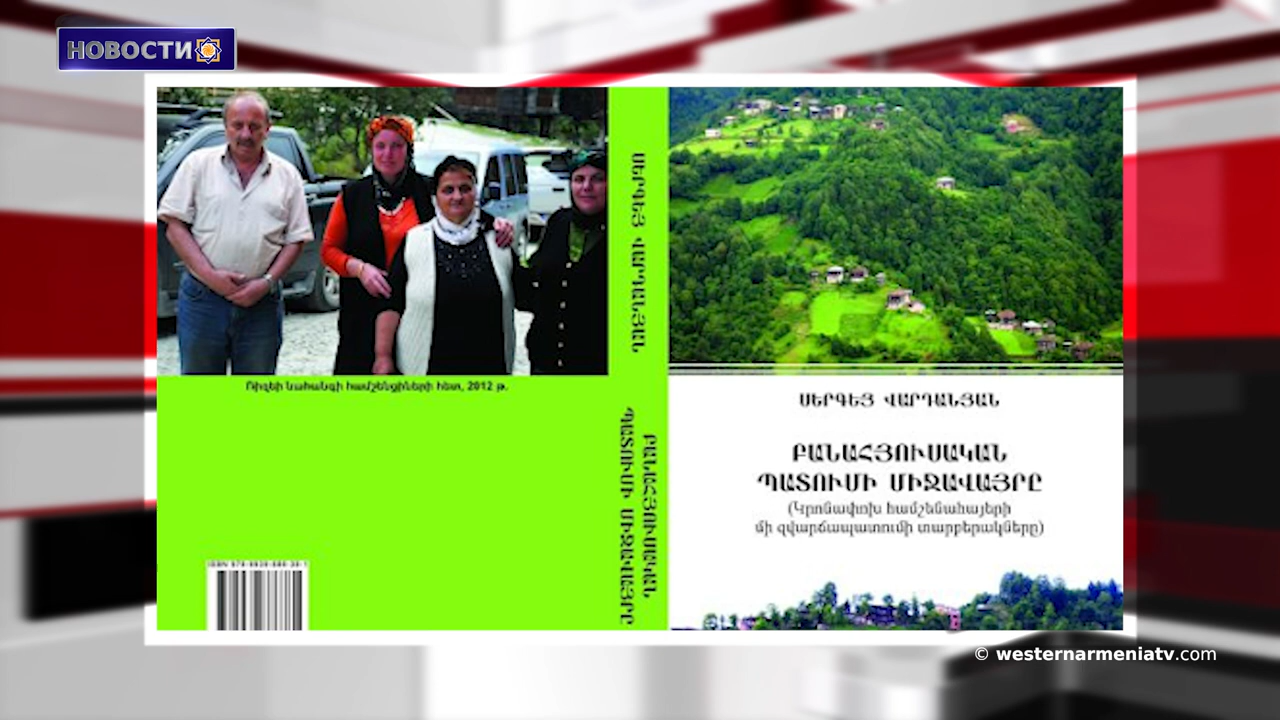 НОВОСТИ
Ռիզեի նահանգի համշենցիների հետ, 2012 թ.
ՍԵՐԳԵՅ ՎԱՐԴԱՆՅԱՆ
ԲԱՆԱՀՅՈՒՍԱԿԱՆ
ՊԱՏՈՒՄԻ ՄԻՋԱՎԱՅՐԸ
ՍԵՐԳԵՅ ՎԱՐԴԱՆՅԱՆ
ԲԱՆԱՀՅՈՒՍԱԿԱՆ
ՊԱՏՈՒՄԻ ՄԻՋԱՎԱՅՐԸ
(Կրոնափոխ համշենահայերի
մի զվարճապատումի տարբերակները)
© westernarmeniatv.com